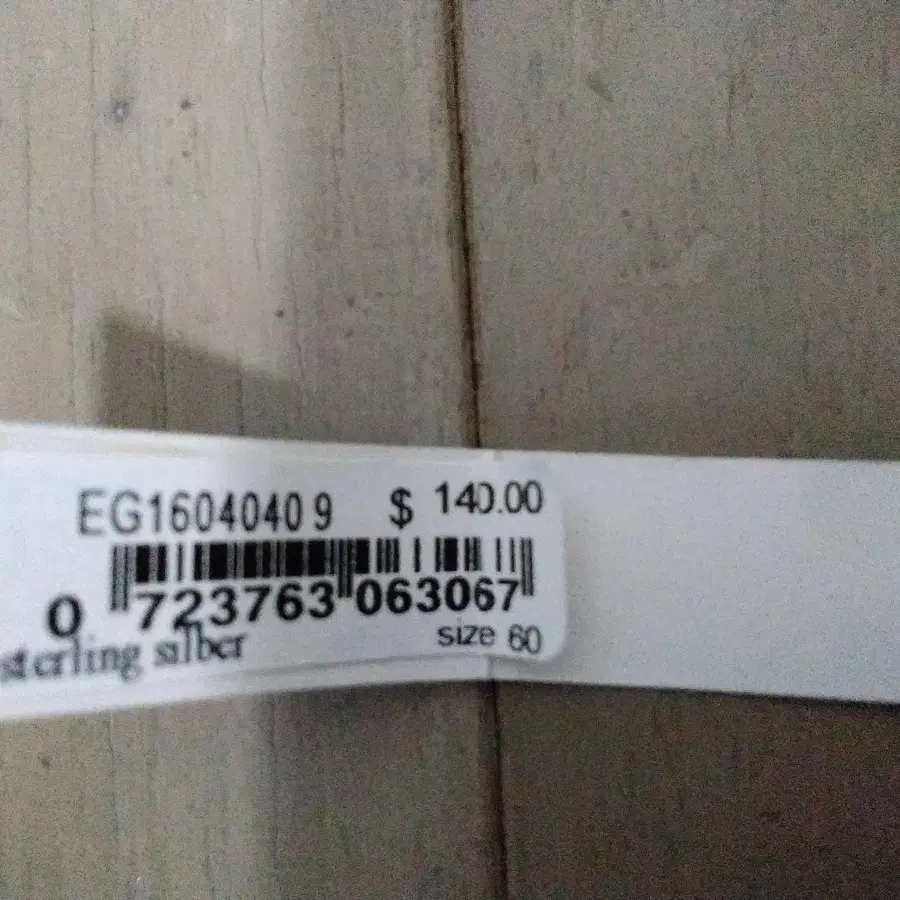 EG16040409 $ 140.00
0 723763 063067
sterling silber size 60